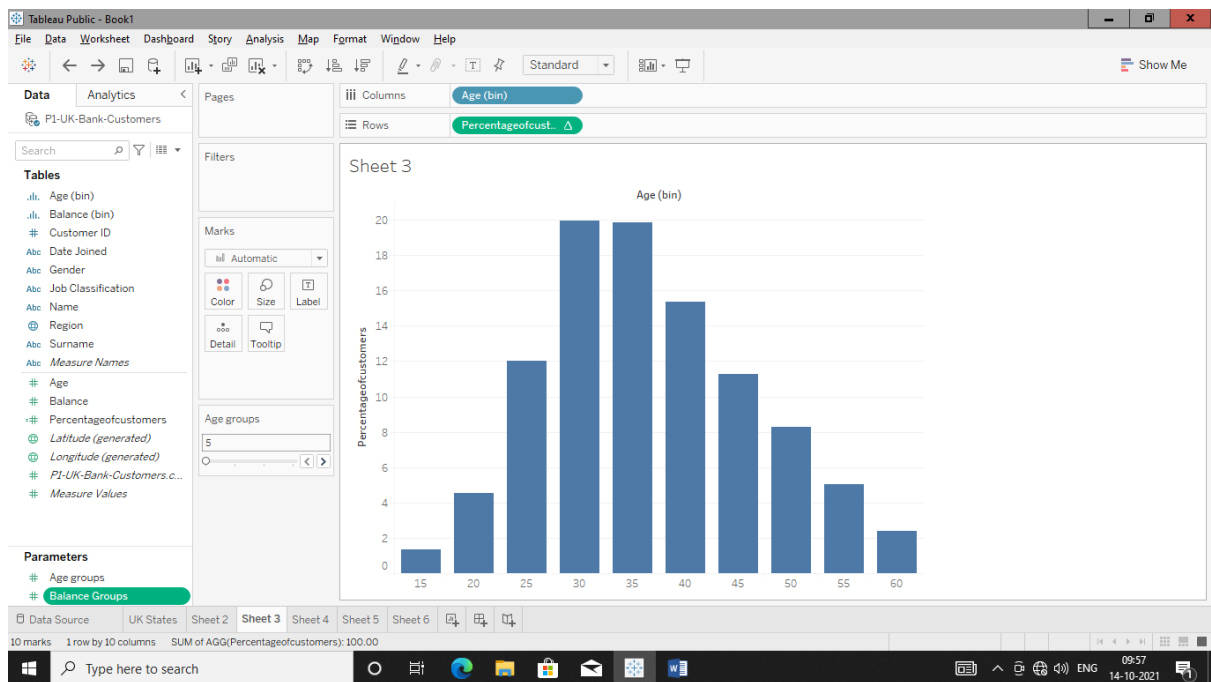 Tableau Public - Book1
File Data Worksheet Dashboard Story Analysis Map Format Window Help
Standard
Show Me
Data Analytics
P1-UK-Bank-Customers
Search
Tables
Age (bin)
Balance (bin)
# Customer ID
Abc Date Joined
Abc Gender
Abc Job Classification
Abc Name
Region
Abc Surname
Abc Measure Names
# Age
# Balance
=# Percentageofcustomers
Latitude (generated)
Longitude (generated)
# P1-UK-Bank-Customers.c...
# Measure Values
Parameters
# Age groups
# Balance Groups
Pages
Filters
Marks
Automatic
Color Size Label
Detail Tooltip
Age groups
5
Columns Age (bin)
Rows Percentageofcust.. Δ
Sheet 3
Age (bin)
Percentageofcustomers
20
18
16
14
12
10
8
6
4
2
0
15 20 25 30 35 40 45 50 55 60
Data Source UK States Sheet 2 Sheet 3 Sheet 4 Sheet 5 Sheet 6
10 marks 1 row by 10 columns SUM of AGG(Percentageofcustomers): 100.00
Type here to search
ENG
09:57
14-10-2021
1